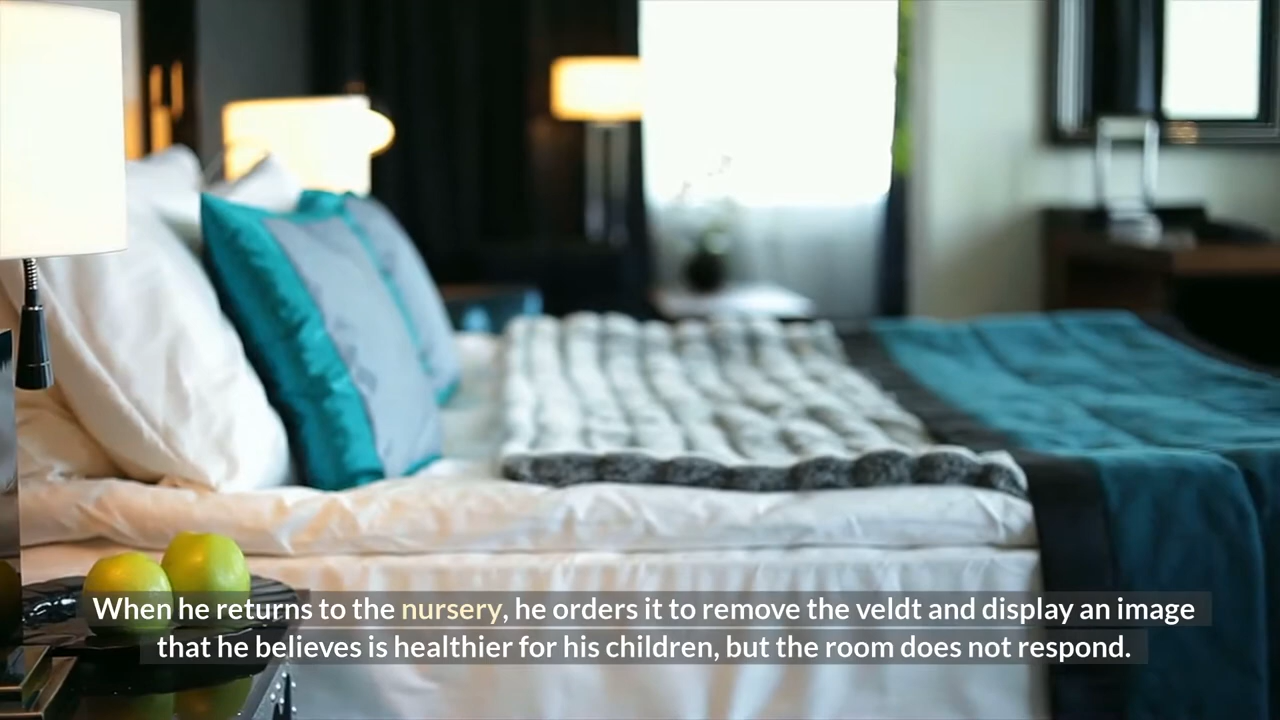 When he returns to the nursery, he orders it to remove the veldt and display an image
that he believes is healthier for his children, but the room does not respond.